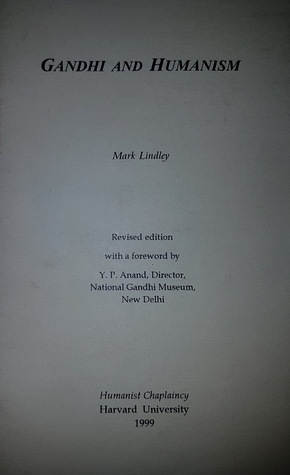 GANDHI AND HUMANISM
Mark Lindley
Revised edition
with a foreword by
Y. P. Anand, Director,
National Gandhi Museum,
New Delhi
Humanist Chaplaincy
Harvard University
1999